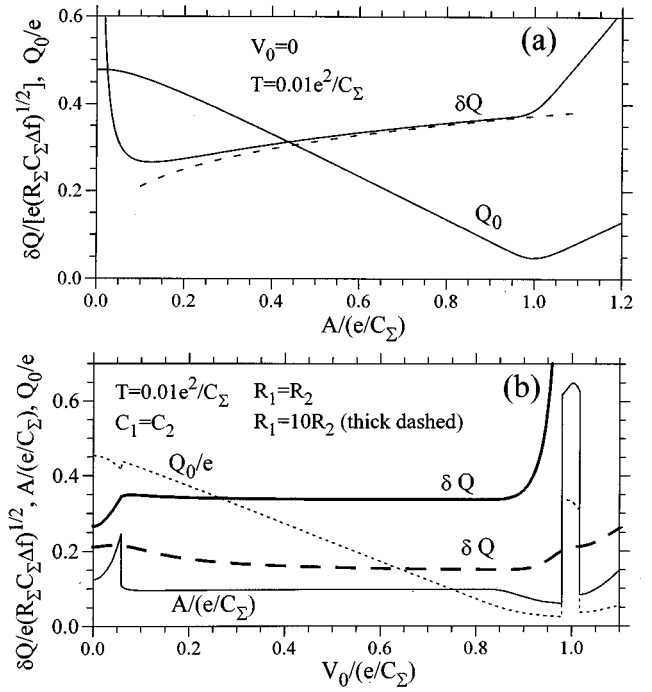 (a)
V₀=0
T=0.01e²/C_Σ
δQ
Q₀
δQ/[e(R_ΣC_ΣΔf)^{1/2}], Q₀/e
0.6
0.4
0.2
0.0
0.0 0.2 0.4 0.6 0.8 1.0 1.2
A/(e/C_Σ)
(b)
T=0.01e²/C_Σ R₁=R₂
C₁=C₂ R₁=10R₂ (thick dashed)
Q₀/e
δ Q
δ Q
A/(e/C_Σ)
δQ/e(R_ΣC_ΣΔf)^{1/2}, A/(e/C_Σ), Q₀/e
0.6
0.4
0.2
0.0
0.0 0.2 0.4 0.6 0.8 1.0
V₀/(e/C_Σ)